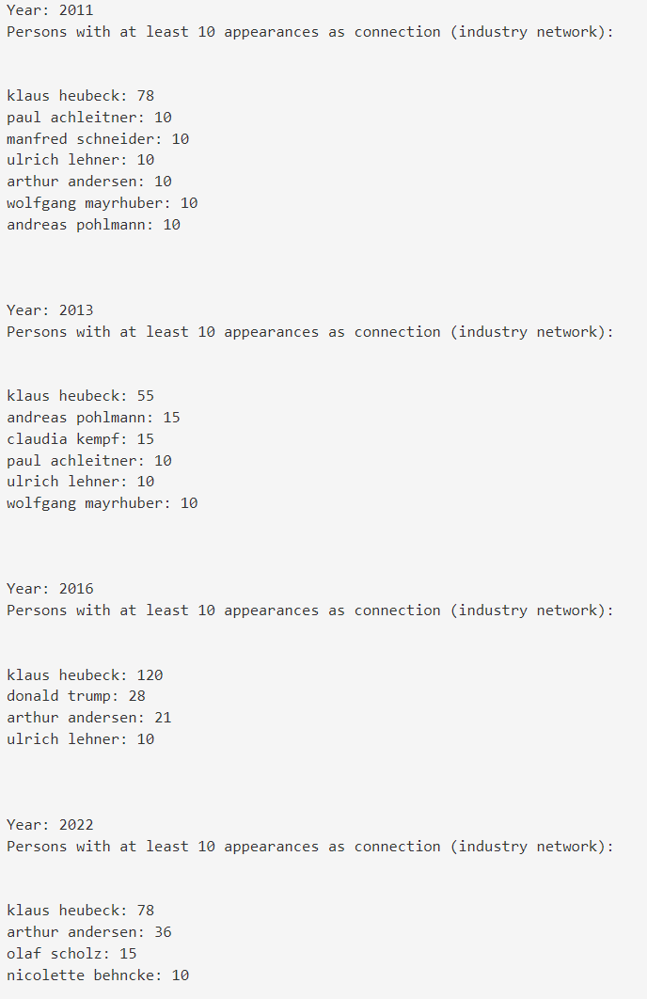 Year: 2011
Persons with at least 10 appearances as connection (industry network):
klaus heubeck: 78
paul achleitner: 10
manfred schneider: 10
ulrich lehner: 10
arthur andersen: 10
wolfgang mayrhuber: 10
andreas pohlmann: 10
Year: 2013
Persons with at least 10 appearances as connection (industry network):
klaus heubeck: 55
andreas pohlmann: 15
claudia kempf: 15
paul achleitner: 10
ulrich lehner: 10
wolfgang mayrhuber: 10
Year: 2016
Persons with at least 10 appearances as connection (industry network):
klaus heubeck: 120
donald trump: 28
arthur andersen: 21
ulrich lehner: 10
Year: 2022
Persons with at least 10 appearances as connection (industry network):
klaus heubeck: 78
arthur andersen: 36
olaf scholz: 15
nicolette behncke: 10